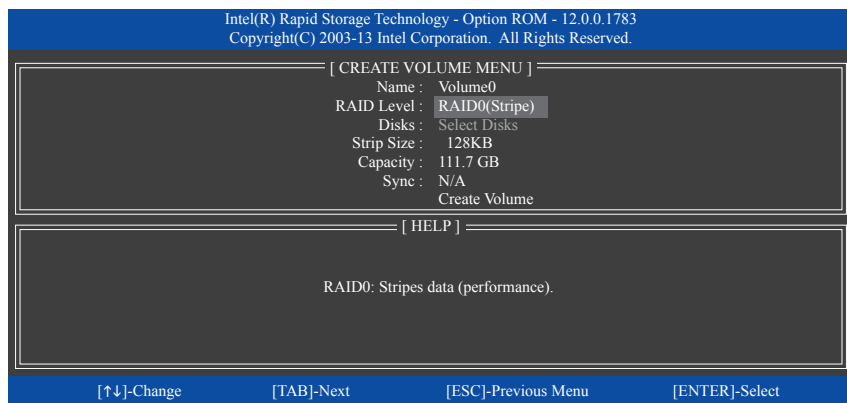 Intel(R) Rapid Storage Technology - Option ROM - 12.0.0.1783
Copyright(C) 2003-13 Intel Corporation. All Rights Reserved.
[ CREATE VOLUME MENU ]
Name : Volume0
RAID Level : RAID0(Stripe)
Disks : Select Disks
Strip Size : 128KB
Capacity : 111.7 GB
Sync : N/A
Create Volume
[ HELP ]
RAID0: Stripes data (performance).
[↑↓]-Change [TAB]-Next [ESC]-Previous Menu [ENTER]-Select